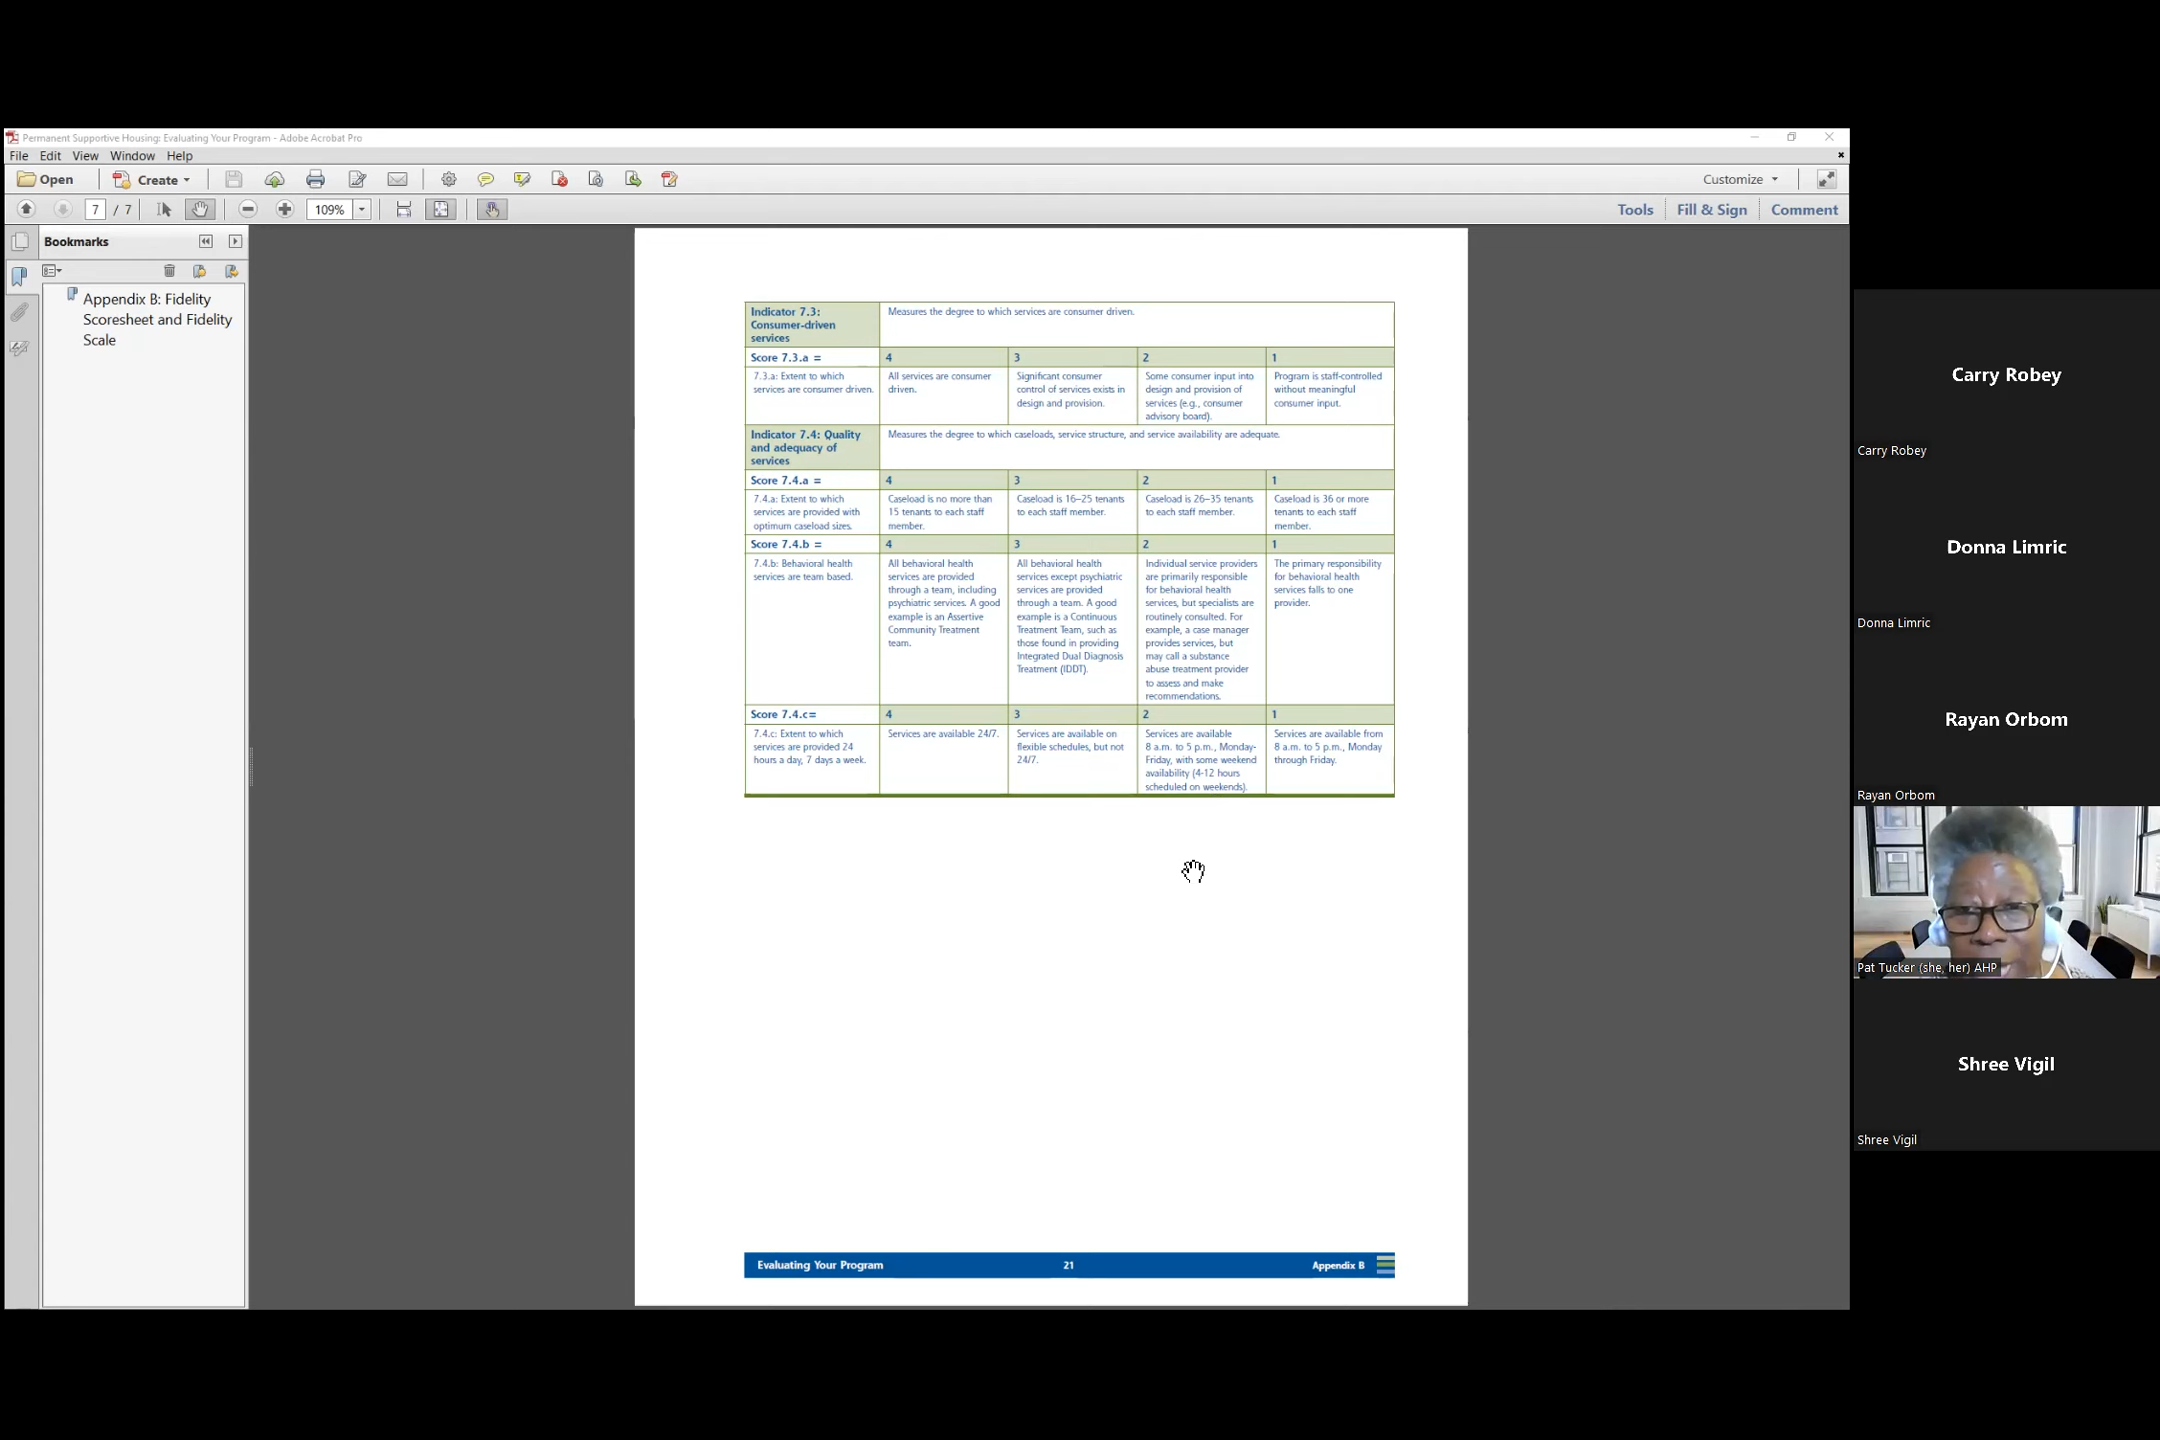 Permanent Supportive Housing: Evaluating Your Program - Adobe Acrobat Pro
File Edit View Window Help
Open Create Customize
7 / 7 109% Tools Fill & Sign Comment
Bookmarks
Appendix B: Fidelity
Scoresheet and Fidelity
Scale
Indicator 7.3:
Consumer-driven
services
Measures the degree to which services are consumer driven.
Score 7.3.a = 4 3 2 1
7.3.a: Extent to which
services are consumer driven.
All services are consumer
driven.
Significant consumer
control of services exists in
design and provision.
Some consumer input into
design and provision of
services (e.g., consumer
advisory board).
Program is staff-controlled
without meaningful
consumer input.
Indicator 7.4: Quality
and adequacy of
services
Measures the degree to which caseloads, service structure, and service availability are adequate.
Score 7.4.a = 4 3 2 1
7.4.a: Extent to which
services are provided with
optimum caseload sizes.
Caseload is no more than
15 tenants to each staff
member.
Caseload is 16–25 tenants
to each staff member.
Caseload is 26–35 tenants
to each staff member.
Caseload is 36 or more
tenants to each staff
member.
Score 7.4.b = 4 3 2 1
7.4.b: Behavioral health
services are team based.
All behavioral health
services are provided
through a team, including
psychiatric services. A good
example is an Assertive
Community Treatment
team.
All behavioral health
services except psychiatric
services are provided
through a team. A good
example is a Continuous
Treatment Team, such as
those found in providing
Integrated Dual Diagnosis
Treatment (IDDT).
Individual service providers
are primarily responsible
for behavioral health
services, but specialists are
routinely consulted. For
example, a case manager
provides services, but
may call a substance
abuse treatment provider
to assess and make
recommendations.
The primary responsibility
for behavioral health
services falls to one
provider.
Score 7.4.c= 4 3 2 1
7.4.c: Extent to which
services are provided 24
hours a day, 7 days a week.
Services are available 24/7.
Services are available on
flexible schedules, but not
24/7.
Services are available
8 a.m. to 5 p.m., Monday-
Friday, with some weekend
availability (4-12 hours
scheduled on weekends).
Services are available from
8 a.m. to 5 p.m., Monday
through Friday.
Evaluating Your Program 21 Appendix B
Carry Robey
Carry Robey
Donna Limric
Donna Limric
Rayan Orbom
Rayan Orbom
Pat Tucker (she, her) AHP
Shree Vigil
Shree Vigil